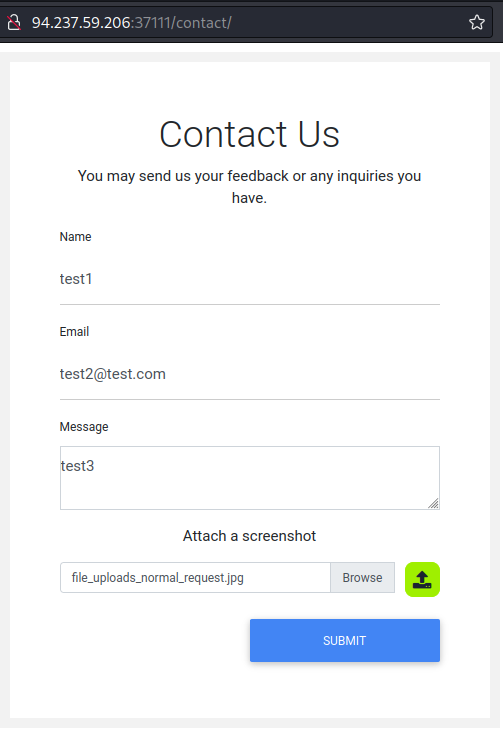 94.237.59.206:37111/contact/
Contact Us
You may send us your feedback or any inquiries you
have.
Name
test1
Email
test2@test.com
Message
test3
Attach a screenshot
file_uploads_normal_request.jpg
Browse
SUBMIT